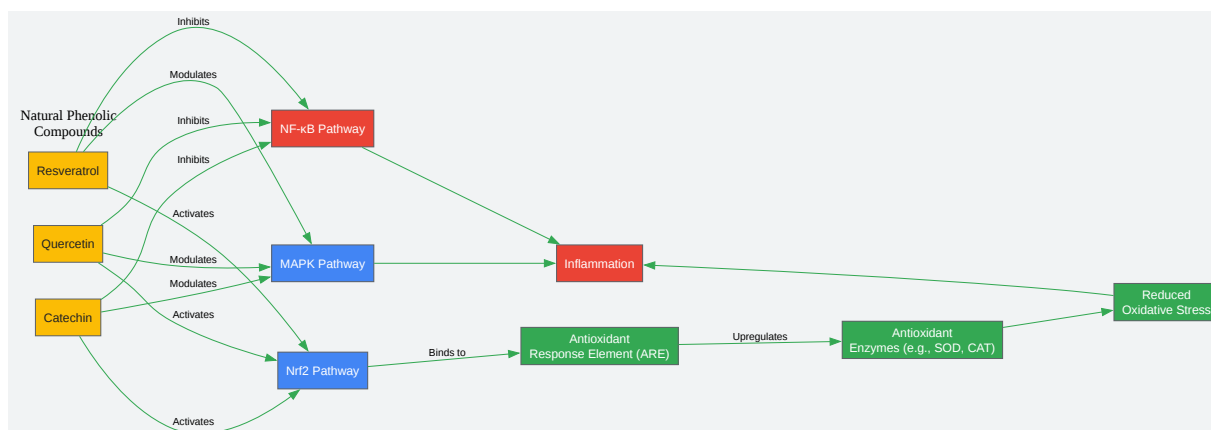 Inhibits
Modulates
Natural Phenolic
Compounds
Inhibits
NF-κB Pathway
Inhibits
Resveratrol
Activates
Quercetin
Modulates
MAPK Pathway
Inflammation
Modulates
Catechin
Activates
Reduced
Oxidative Stress
Antioxidant
Response Element (ARE)
Upregulates
Antioxidant
Enzymes (e.g., SOD, CAT)
Binds to
Nrf2 Pathway
Activates